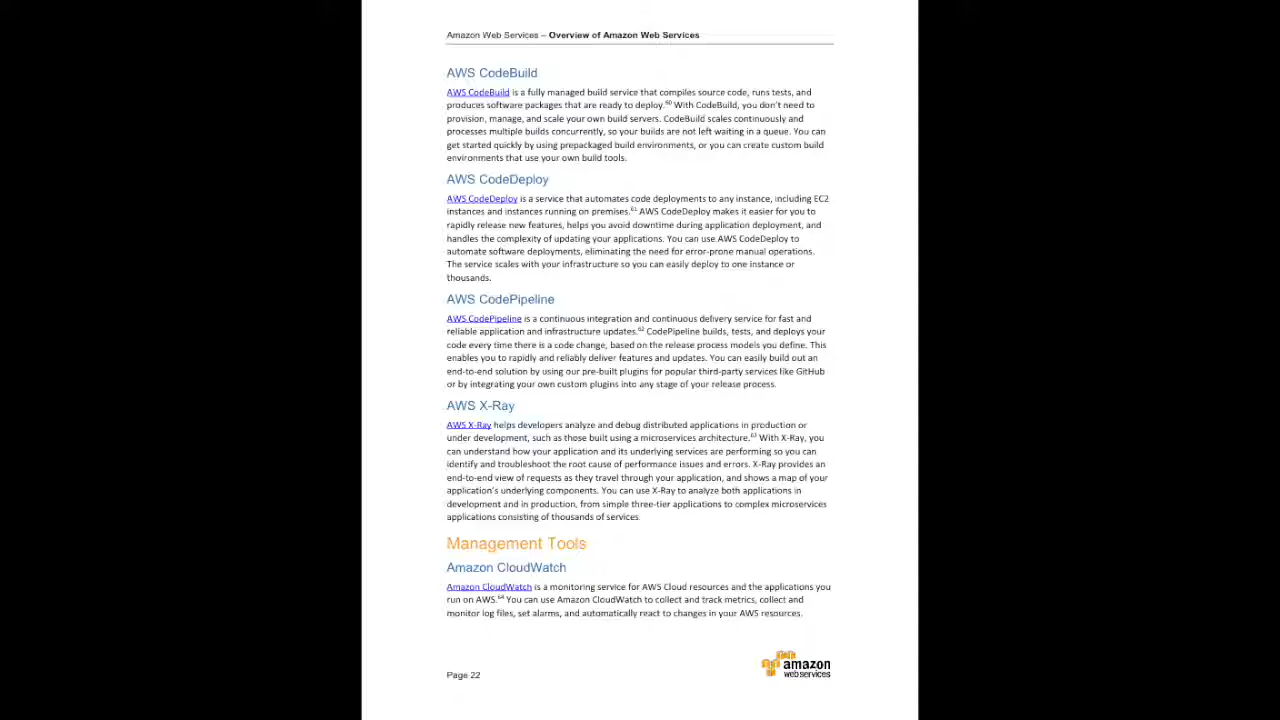 Amazon Web Services – Overview of Amazon Web Services
AWS CodeBuild
AWS CodeBuild is a fully managed build service that compiles source code, runs tests, and
produces software packages that are ready to deploy.60 With CodeBuild, you don't need to
provision, manage, and scale your own build servers. CodeBuild scales continuously and
processes multiple builds concurrently, so your builds are not left waiting in a queue. You can
get started quickly by using prepackaged build environments, or you can create custom build
environments that use your own build tools.
AWS CodeDeploy
AWS CodeDeploy is a service that automates code deployments to any instance, including EC2
instances and instances running on premises.61 AWS CodeDeploy makes it easier for you to
rapidly release new features, helps you avoid downtime during application deployment, and
handles the complexity of updating your applications. You can use AWS CodeDeploy to
automate software deployments, eliminating the need for error-prone manual operations.
The service scales with your infrastructure so you can easily deploy to one instance or
thousands.
AWS CodePipeline
AWS CodePipeline is a continuous integration and continuous delivery service for fast and
reliable application and infrastructure updates.62 CodePipeline builds, tests, and deploys your
code every time there is a code change, based on the release process models you define. This
enables you to rapidly and reliably deliver features and updates. You can easily build out an
end-to-end solution by using our pre-built plugins for popular third-party services like GitHub
or by integrating your own custom plugins into any stage of your release process.
AWS X-Ray
AWS X-Ray helps developers analyze and debug distributed applications in production or
under development, such as those built using a microservices architecture.63 With X-Ray, you
can understand how your application and its underlying services are performing so you can
identify and troubleshoot the root cause of performance issues and errors. X-Ray provides an
end-to-end view of requests as they travel through your application, and shows a map of your
application's underlying components. You can use X-Ray to analyze both applications in
development and in production, from simple three-tier applications to complex microservices
applications consisting of thousands of services.
Management Tools
Amazon CloudWatch
Amazon CloudWatch is a monitoring service for AWS Cloud resources and the applications you
run on AWS.64 You can use Amazon CloudWatch to collect and track metrics, collect and
monitor log files, set alarms, and automatically react to changes in your AWS resources.
Page 22
amazon
webservices